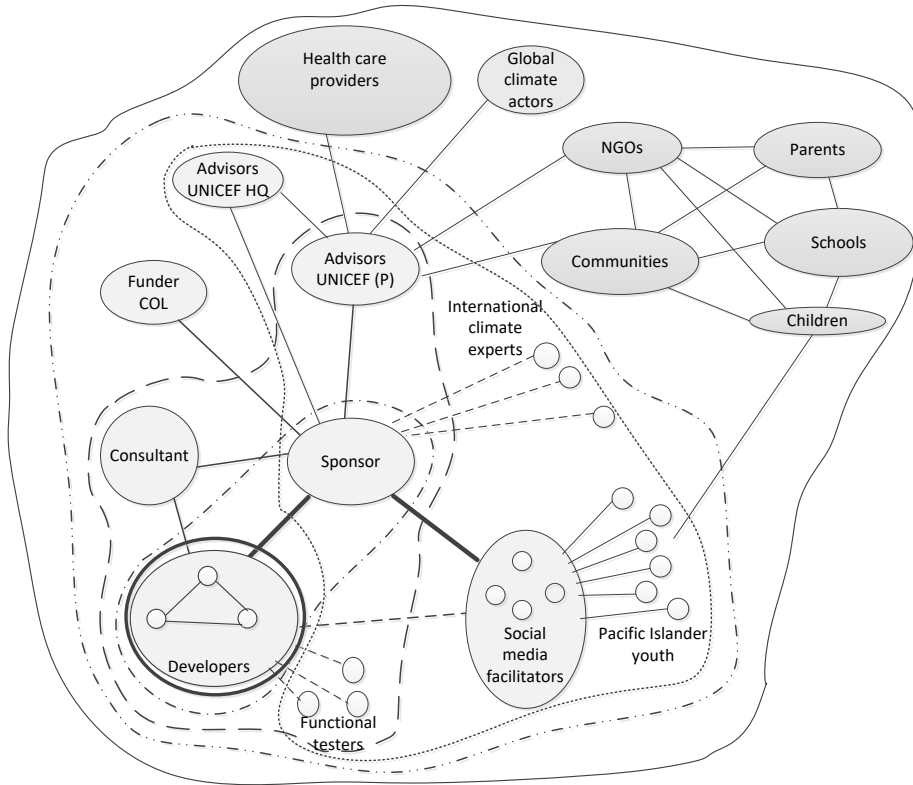 Health care
providers
Global
climate
actors
NGOs
Parents
Advisors
UNICEF HQ
Schools
Communities
Advisors
UNICEF (P)
Funder
COL
International
climate
experts
Children
Consultant
Sponsor
Developers
Social
media
facilitators
Pacific Islander
youth
Functional
testers